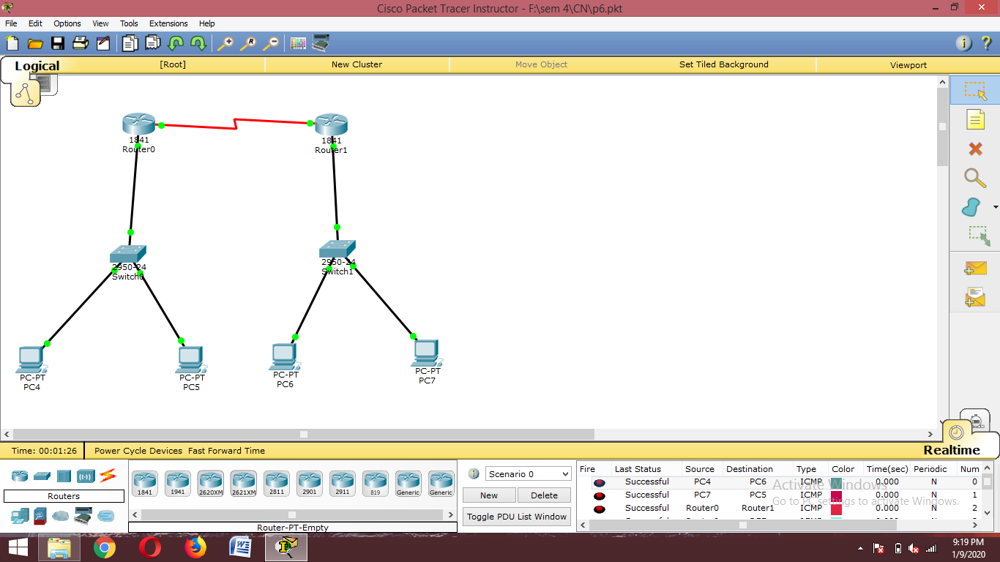 Cisco Packet Tracer Instructor - F:\sem 4\CN\p6.pkt
File Edit Options View Tools Extensions Help
Logical [Root] New Cluster Move Object Set Tiled Background Viewport
1841
Router0
1841
Router1
2950-24
Switch0
2950-24
Switch1
PC-PT
PC4
PC-PT
PC5
PC-PT
PC6
PC-PT
PC7
Time: 00:01:26 Power Cycle Devices Fast Forward Time Realtime
Routers
1841 1941 2620XM 2621XM 2811 2901 2911 819 Generic Generic
Router-PT-Empty
Scenario 0
New Delete
Toggle PDU List Window
Fire Last Status Source Destination Type Color Time(sec) Periodic Num
Successful PC4 PC6 ICMP 0.000 N 0
Successful PC7 PC5 ICMP 0.000 N 1
Successful Router0 Router1 ICMP 0.000 N 2
Activate Windows
Go to PC settings to activate Windows.
9:19 PM
1/9/2020